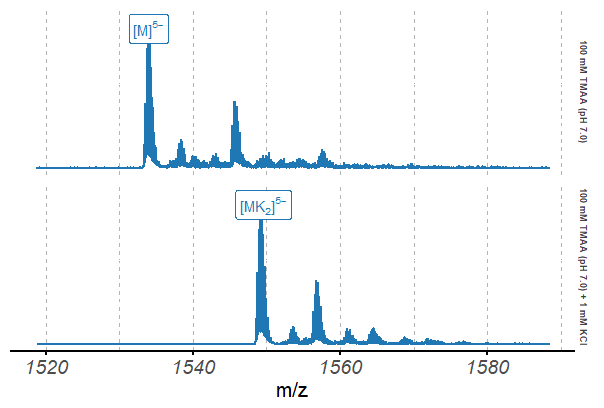 [M]⁵⁻
100 mM TMAA (pH 7.0)
[MK₂]⁵⁻
100 mM TMAA (pH 7.0) + 1 mM KCl
1520 1540 1560 1580
m/z